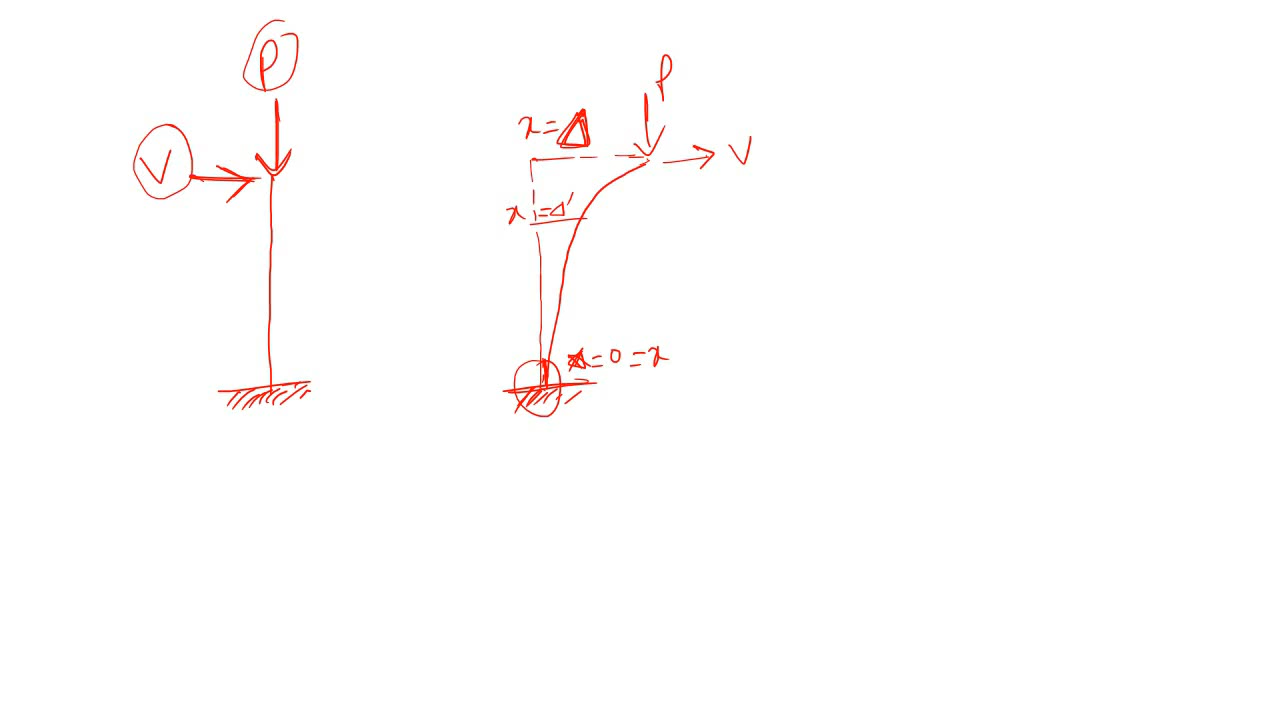 P
V
P
x = Δ
V
x = Δ'
= 0 = x